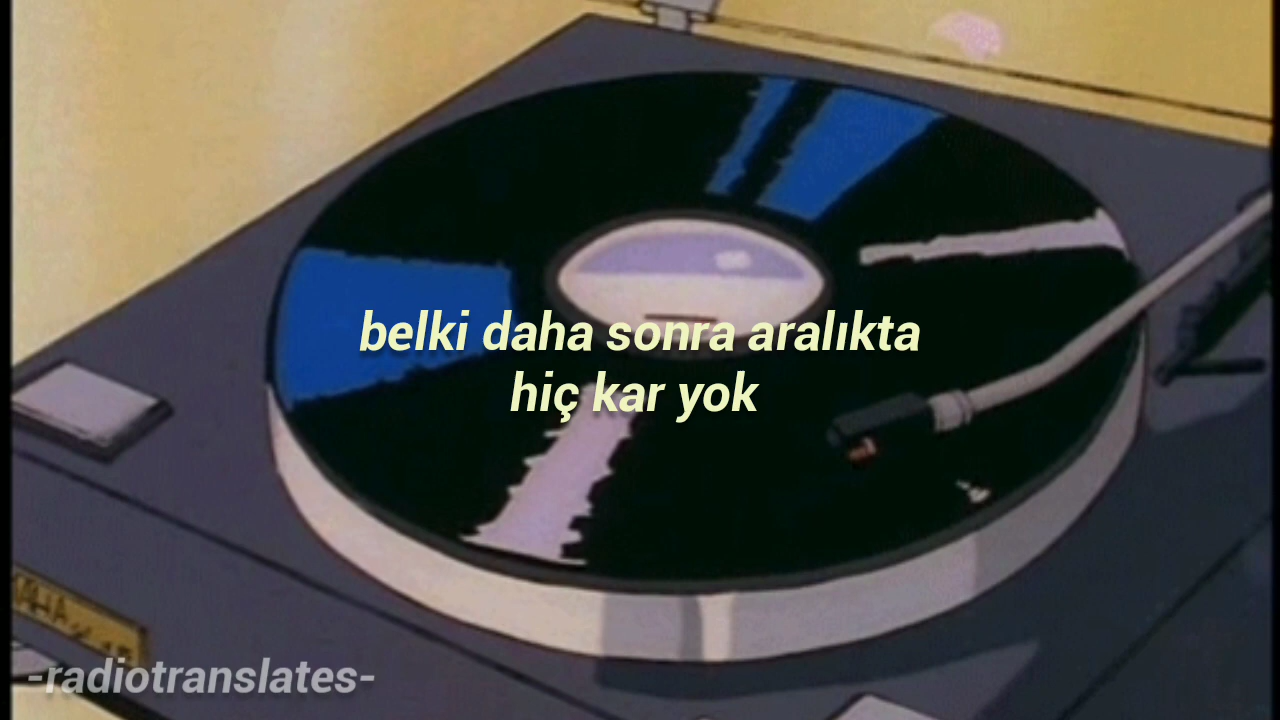 belki daha sonra aralıkta
hiç kar yok
-radiotranslates-